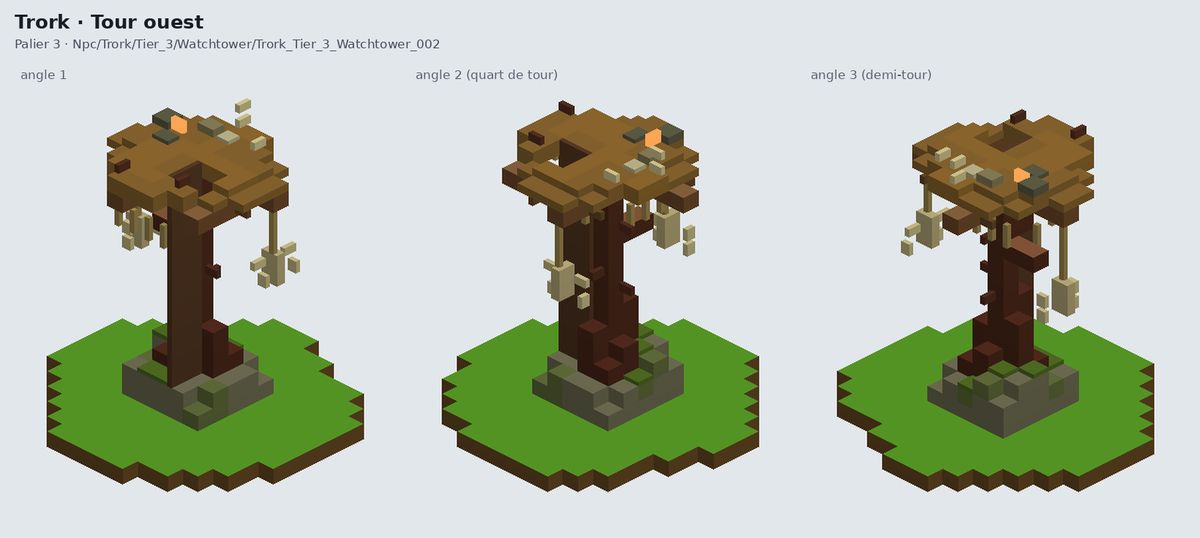 Trork · Tour ouest
Palier 3 · Npc/Trork/Tier_3/Watchtower/Trork_Tier_3_Watchtower_002
angle 1
angle 2 (quart de tour)
angle 3 (demi-tour)